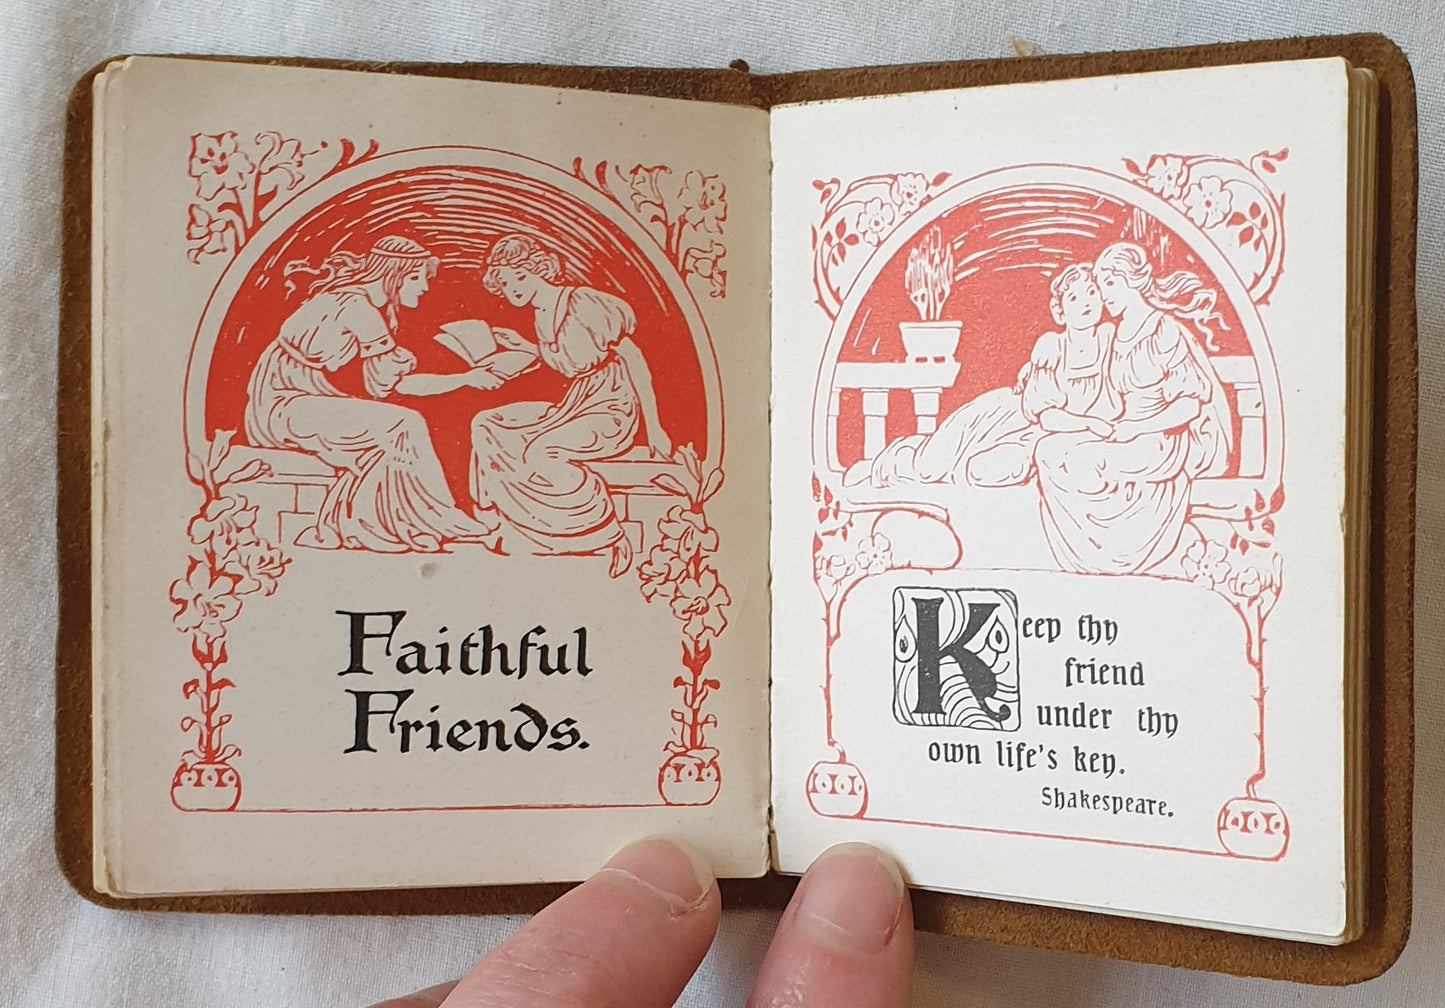 Faithful
Friends.
Keep thy
friend
under thy
own life's key.
Shakespeare.